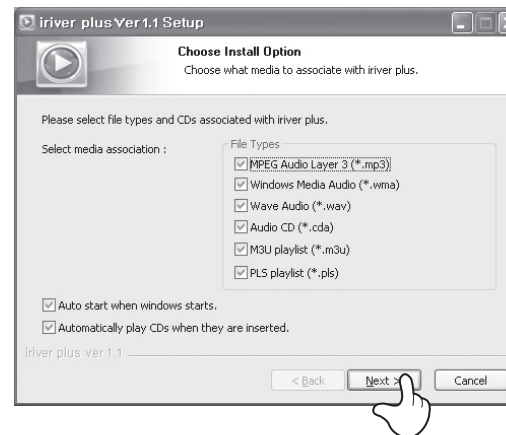 iriver plus Ver 1.1 Setup
Choose Install Option
Choose what media to associate with iriver plus.
Please select file types and CDs associated with iriver plus.
Select media association :
File Types
MPEG Audio Layer 3 (*.mp3)
Windows Media Audio (*.wma)
Wave Audio (*.wav)
Audio CD (*.cda)
M3U playlist (*.m3u)
PLS playlist (*.pls)
Auto start when windows starts.
Automatically play CDs when they are inserted.
iriver plus ver 1.1
< Back Next > Cancel